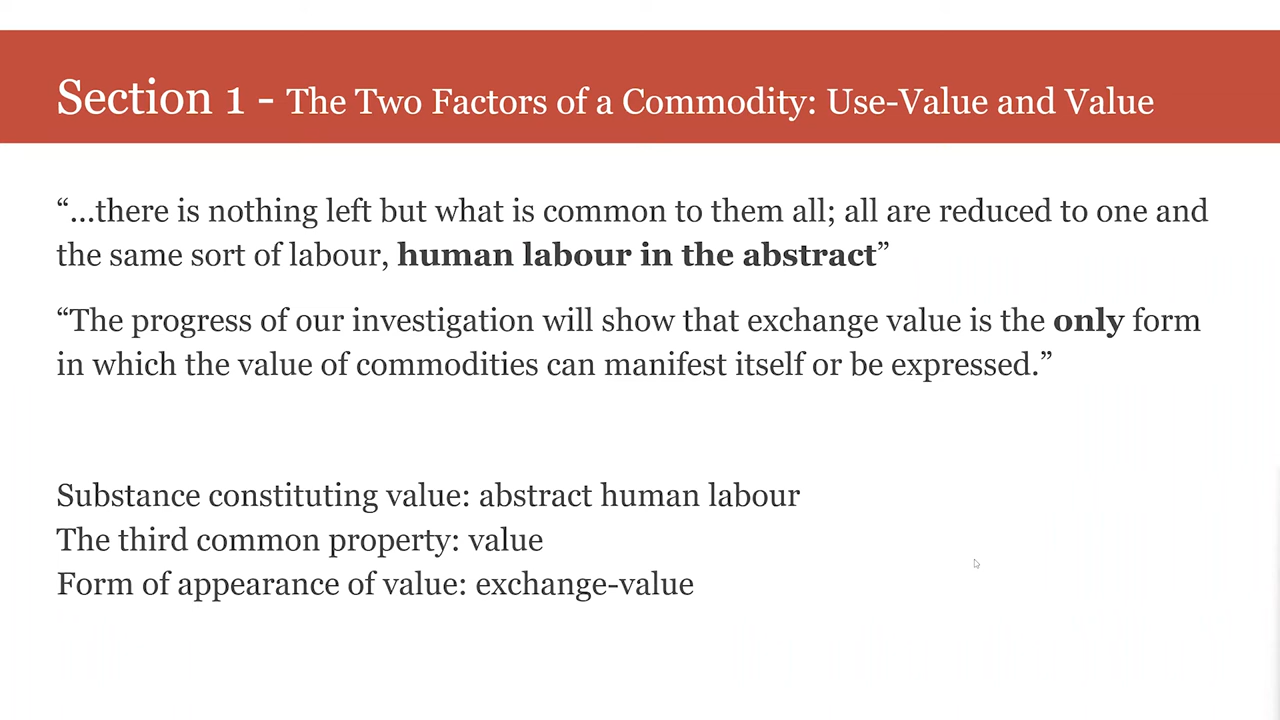 Section 1 - The Two Factors of a Commodity: Use-Value and Value
“...there is nothing left but what is common to them all; all are reduced to one and
the same sort of labour, human labour in the abstract”
“The progress of our investigation will show that exchange value is the only form
in which the value of commodities can manifest itself or be expressed.”
Substance constituting value: abstract human labour
The third common property: value
Form of appearance of value: exchange-value